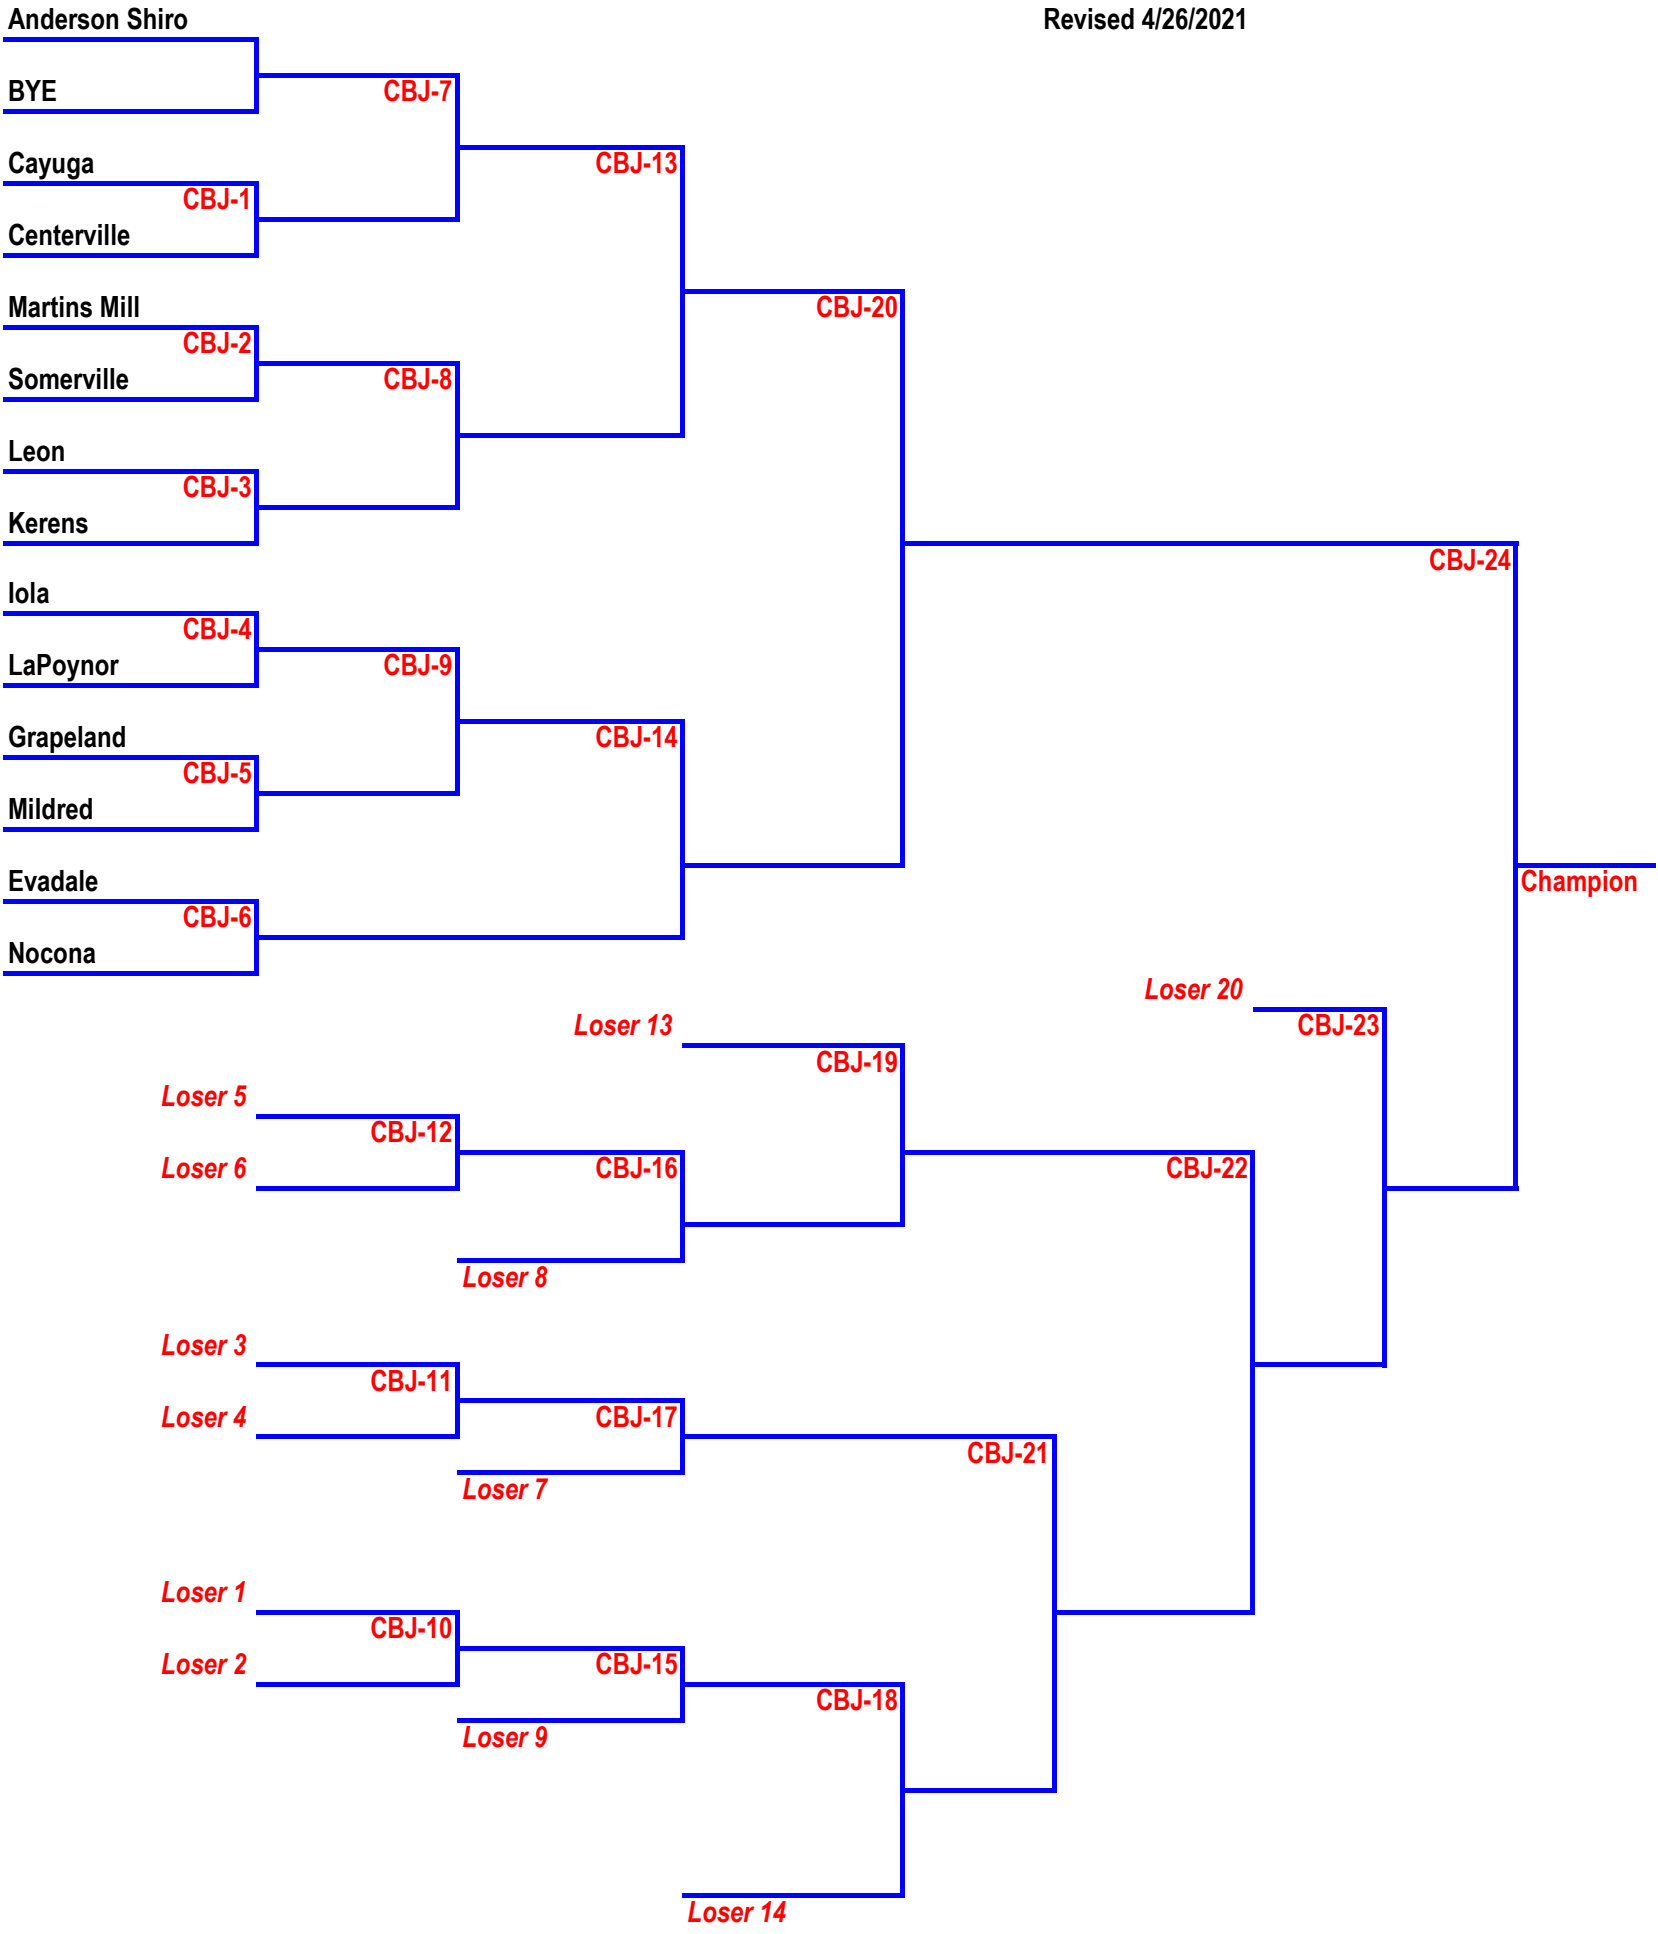 Anderson Shiro
Revised 4/26/2021
BYE
CBJ-7
Cayuga
CBJ-13
CBJ-1
Centerville
Martins Mill
CBJ-20
CBJ-2
Somerville
CBJ-8
Leon
CBJ-3
Kerens
CBJ-24
Iola
CBJ-4
LaPoynor
CBJ-9
Grapeland
CBJ-14
CBJ-5
Mildred
Evadale
Champion
CBJ-6
Nocona
Loser 20
Loser 13
CBJ-23
CBJ-19
Loser 5
CBJ-12
Loser 6
CBJ-16
CBJ-22
Loser 8
Loser 3
CBJ-11
Loser 4
CBJ-17
CBJ-21
Loser 7
Loser 1
CBJ-10
Loser 2
CBJ-15
CBJ-18
Loser 9
Loser 14